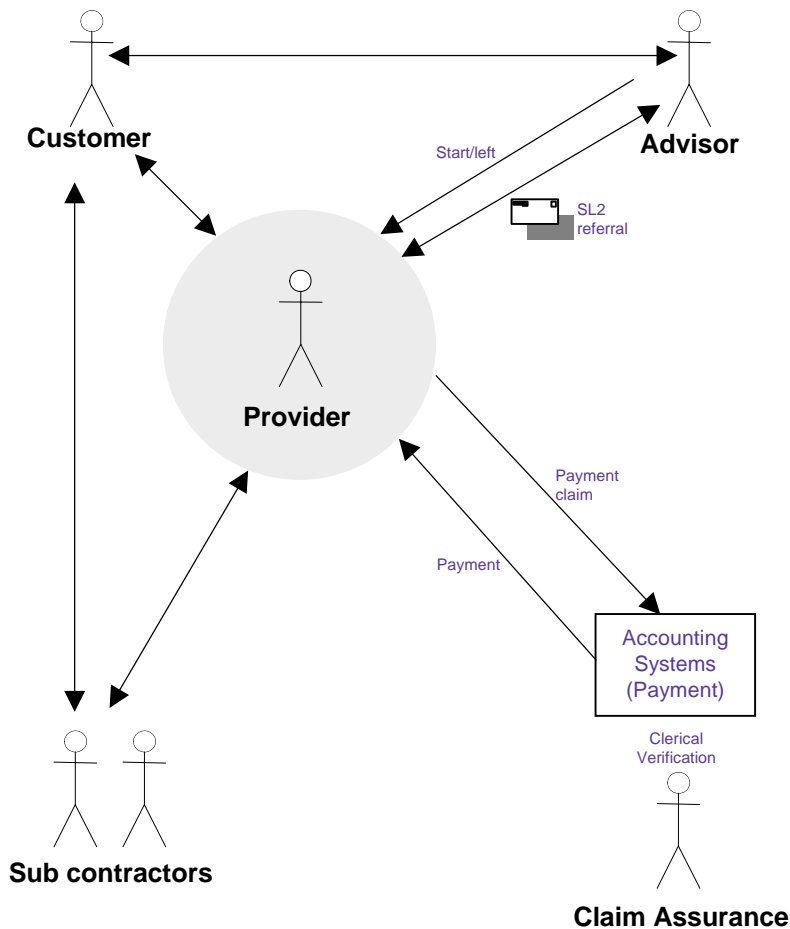 Customer
Advisor
Start/left
SL2
referral
Provider
Payment
claim
Payment
Accounting
Systems
(Payment)
Clerical
Verification
Sub contractors
Claim Assurance